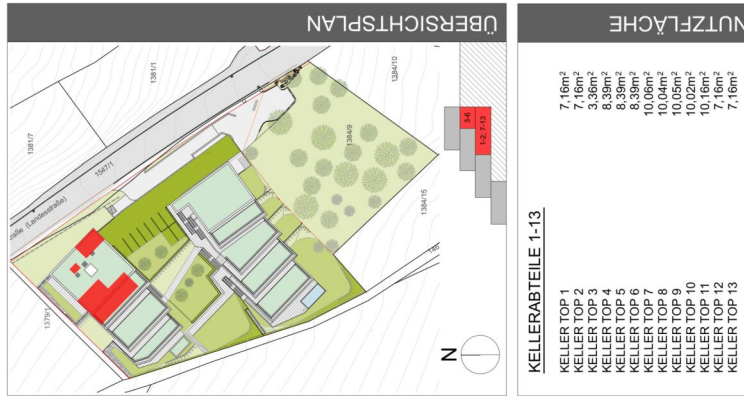 ÜBERSICHTSPLAN
1381/7
1381/1
1547/1
raße (Landesstraße)
1384/10
1384/9
1384/15
1379/1
3-6
1-2; 7-13
N
NUTZFLÄCHE
KELLERABTEILE 1-13
KELLER TOP 1 7,16m²
KELLER TOP 2 7,16m²
KELLER TOP 3 3,36m²
KELLER TOP 4 8,39m²
KELLER TOP 5 8,39m²
KELLER TOP 6 8,39m²
KELLER TOP 7 10,06m²
KELLER TOP 8 10,04m²
KELLER TOP 9 10,05m²
KELLER TOP 10 10,02m²
KELLER TOP 11 10,16m²
KELLER TOP 12 7,16m²
KELLER TOP 13 7,16m²